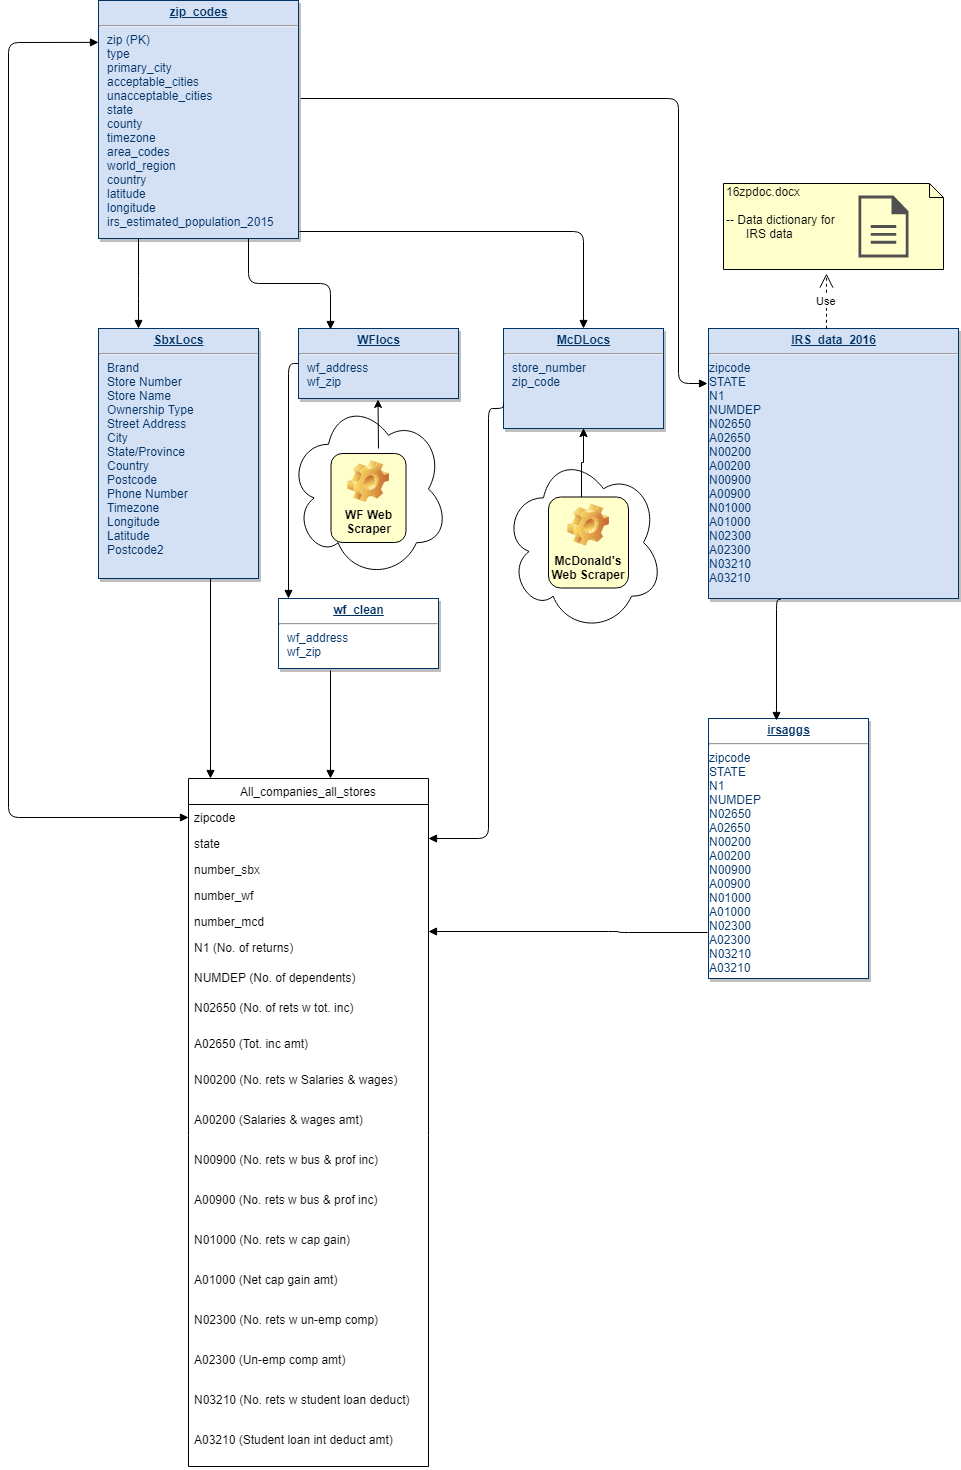 zip_codes
zip (PK)
type
primary_city
acceptable_cities
unacceptable_cities
state
county
timezone
area_codes
world_region
country
latitude
longitude
irs_estimated_population_2015
16zpdoc.docx
-- Data dictionary for
IRS data
Use
SbxLocs
Brand
Store Number
Store Name
Ownership Type
Street Address
City
State/Province
Country
Postcode
Phone Number
Timezone
Longitude
Latitude
Postcode2
WFlocs
wf_address
wf_zip
WF Web
Scraper
McDLocs
store_number
zip_code
McDonald's
Web Scraper
IRS_data_2016
zipcode
STATE
N1
NUMDEP
N02650
A02650
N00200
A00200
N00900
A00900
N01000
A01000
N02300
A02300
N03210
A03210
wf_clean
wf_address
wf_zip
irsaggs
zipcode
STATE
N1
NUMDEP
N02650
A02650
N00200
A00200
N00900
A00900
N01000
A01000
N02300
A02300
N03210
A03210
All_companies_all_stores
zipcode
state
number_sbx
number_wf
number_mcd
N1 (No. of returns)
NUMDEP (No. of dependents)
N02650 (No. of rets w tot. inc)
A02650 (Tot. inc amt)
N00200 (No. rets w Salaries & wages)
A00200 (Salaries & wages amt)
N00900 (No. rets w bus & prof inc)
A00900 (No. rets w bus & prof inc)
N01000 (No. rets w cap gain)
A01000 (Net cap gain amt)
N02300 (No. rets w un-emp comp)
A02300 (Un-emp comp amt)
N03210 (No. rets w student loan deduct)
A03210 (Student loan int deduct amt)